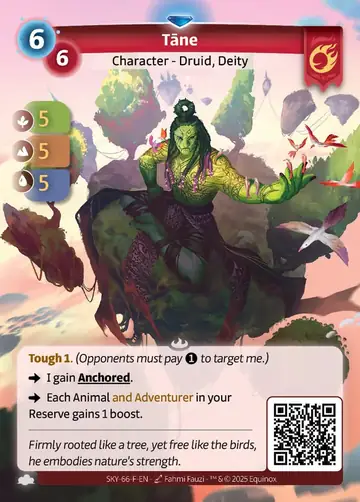 6
6
Tāne
Character - Druid, Deity
5
5
5
Tough 1. (Opponents must pay 1 to target me.)
➔ I gain Anchored.
➔ Each Animal and Adventurer in your
Reserve gains 1 boost.
Firmly rooted like a tree, yet free like the birds,
he embodies nature's strength.
SKY-66-F-EN - Fahmi Fauzi - ™ & © 2025 Equinox